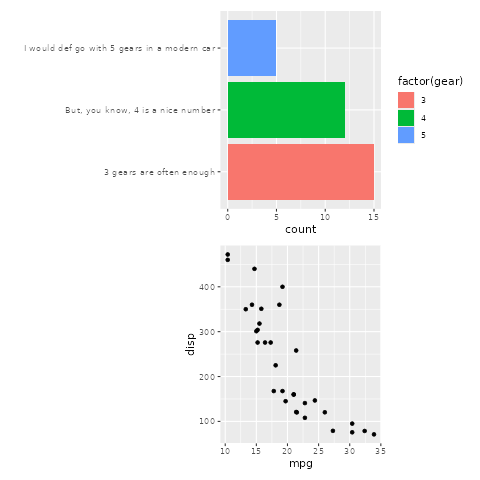 I would def go with 5 gears in a modern car
But, you know, 4 is a nice number
3 gears are often enough
0 5 10 15
count
factor(gear)
3
4
5
400
300
200
100
disp
10 15 20 25 30 35
mpg